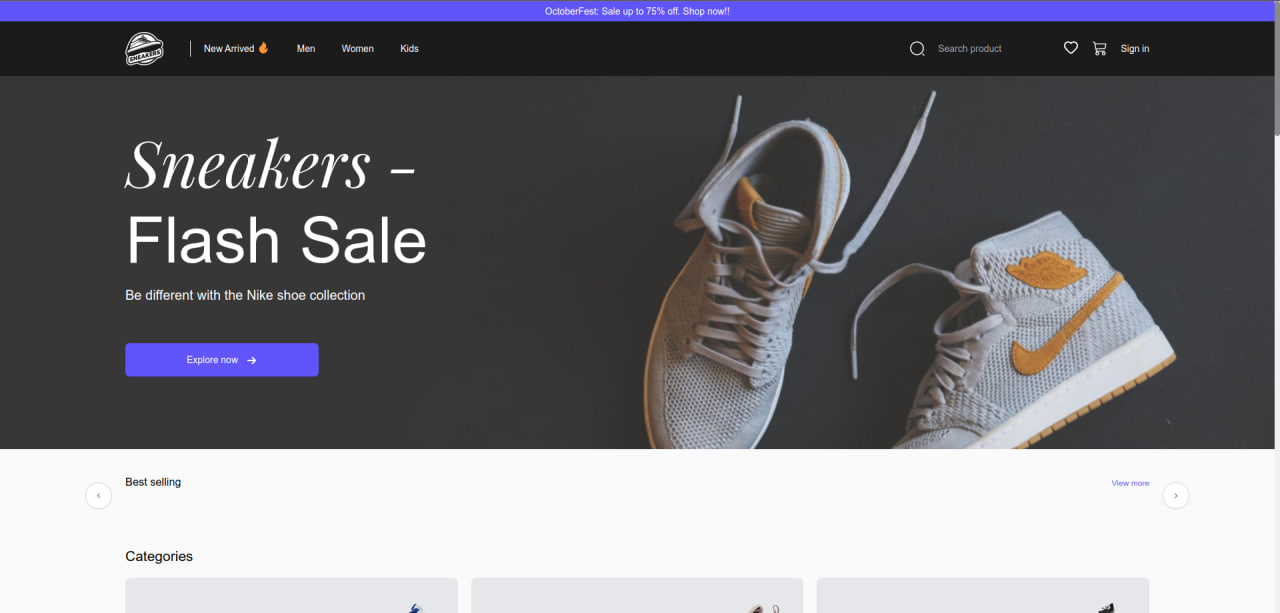 OctoberFest: Sale up to 75% off. Shop now!!
SNEAKERS
New Arrived
Men
Women
Kids
Search product
Sign in
Sneakers -
Flash Sale
Be different with the Nike shoe collection
Explore now
Best selling
View more
Categories